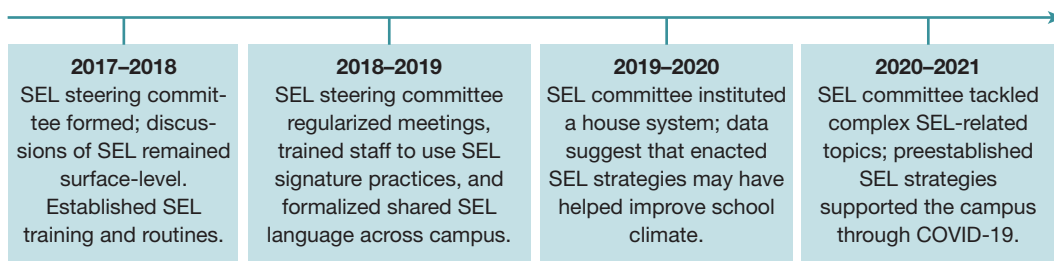 2017–2018
SEL steering commit-
tee formed; discus-
sions of SEL remained
surface-level.
Established SEL
training and routines.
2018–2019
SEL steering committee
regularized meetings,
trained staff to use SEL
signature practices, and
formalized shared SEL
language across campus.
2019–2020
SEL committee instituted
a house system; data
suggest that enacted
SEL strategies may have
helped improve school
climate.
2020–2021
SEL committee tackled
complex SEL-related
topics; preestablished
SEL strategies
supported the campus
through COVID-19.